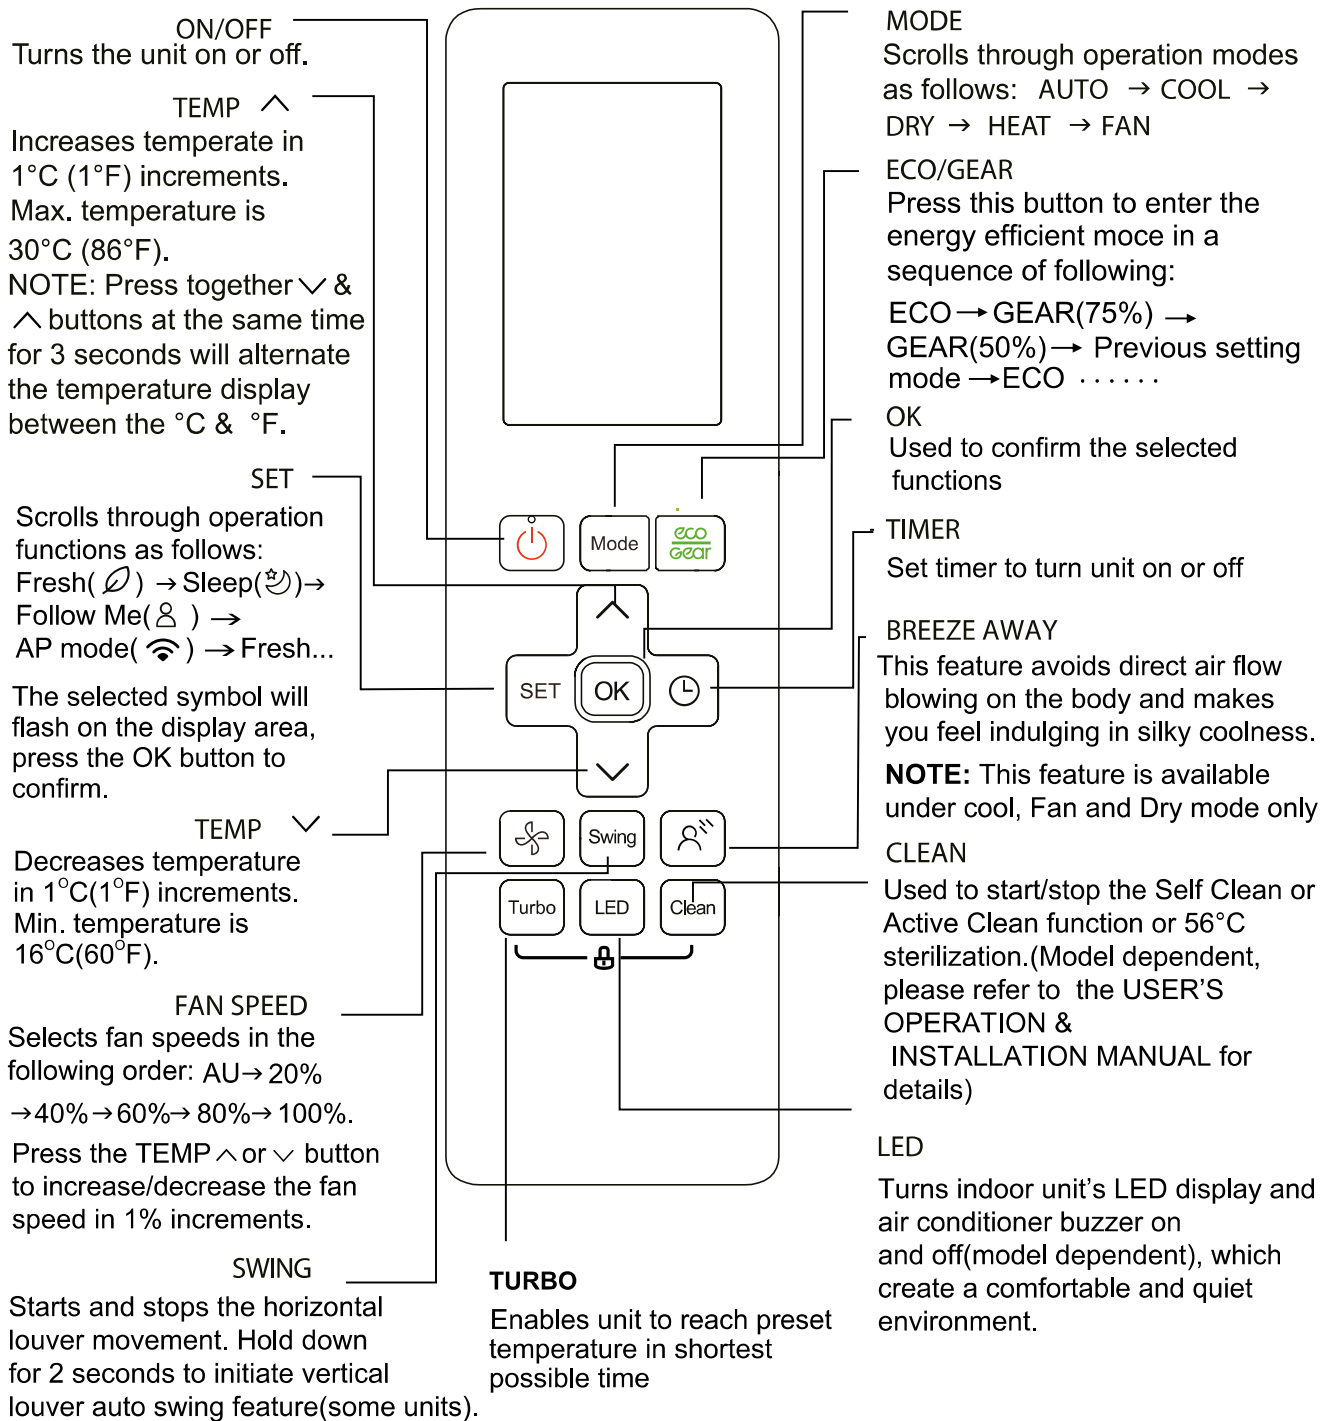 ON/OFF
Turns the unit on or off.
TEMP
Increases temperate in
1°C (1°F) increments.
Max. temperature is
30°C (86°F).
NOTE: Press together &
buttons at the same time
for 3 seconds will alternate
the temperature display
between the °C & °F.
SET
Scrolls through operation
functions as follows:
Fresh( ) → Sleep( ) →
Follow Me( ) →
AP mode( ) → Fresh...
The selected symbol will
flash on the display area,
press the OK button to
confirm.
TEMP
Decreases temperature
in 1°C(1°F) increments.
Min. temperature is
16°C(60°F).
FAN SPEED
Selects fan speeds in the
following order: AU→ 20%
→40%→60%→ 80%→ 100%.
Press the TEMP or button
to increase/decrease the fan
speed in 1% increments.
SWING
Starts and stops the horizontal
louver movement. Hold down
for 2 seconds to initiate vertical
louver auto swing feature(some units).
Mode
eco
Gear
SET
OK
Swing
Turbo
LED
Clean
TURBO
Enables unit to reach preset
temperature in shortest
possible time
MODE
Scrolls through operation modes
as follows: AUTO → COOL →
DRY → HEAT → FAN
ECO/GEAR
Press this button to enter the
energy efficient moce in a
sequence of following:
ECO → GEAR(75%) →
GEAR(50%) → Previous setting
mode → ECO ······
OK
Used to confirm the selected
functions
TIMER
Set timer to turn unit on or off
BREEZE AWAY
This feature avoids direct air flow
blowing on the body and makes
you feel indulging in silky coolness.
NOTE: This feature is available
under cool, Fan and Dry mode only
CLEAN
Used to start/stop the Self Clean or
Active Clean function or 56°C
sterilization.(Model dependent,
please refer to the USER'S
OPERATION &
INSTALLATION MANUAL for
details)
LED
Turns indoor unit's LED display and
air conditioner buzzer on
and off(model dependent), which
create a comfortable and quiet
environment.